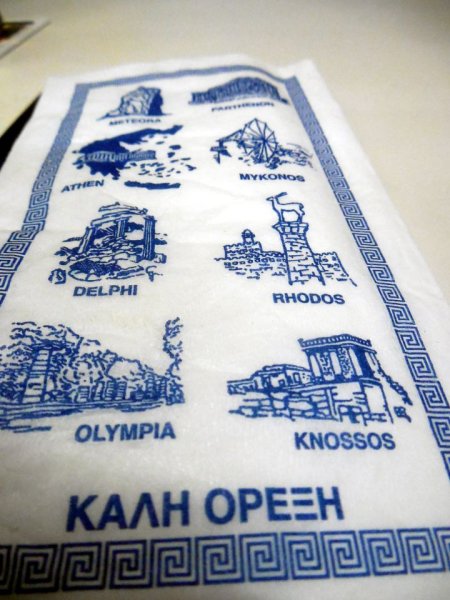 METEORA
PARTHENON
ATHEN
MYKONOS
DELPHI
RHODOS
OLYMPIA
KNOSSOS
ΚΑΛΗ ΟΡΕΞΗ